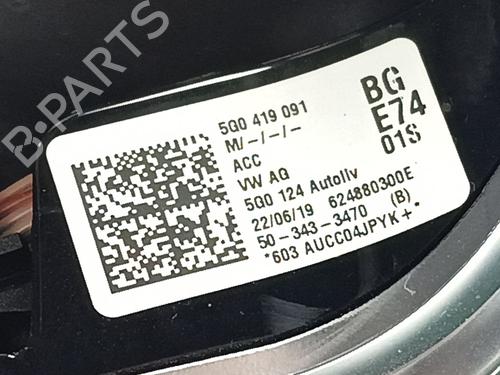 B-PARTS
5G0 419 091
M/-/-/-
ACC
VW AG
5G0 124 Autoliv
22/06/19 624880300E
50-343-3470 (B)
*603 AUCC04JPYK+*
BG
E74
01S